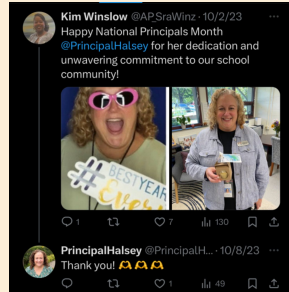 Kim Winslow @AP_SraWinz · 10/2/23
Happy National Principals Month
@PrincipalHalsey for her dedication and
unwavering commitment to our school
community!
# BEST YEAR
Ever
1 7 130
PrincipalHalsey @PrincipalH... · 10/8/23
Thank you! 🫶🫶🫶
1 49